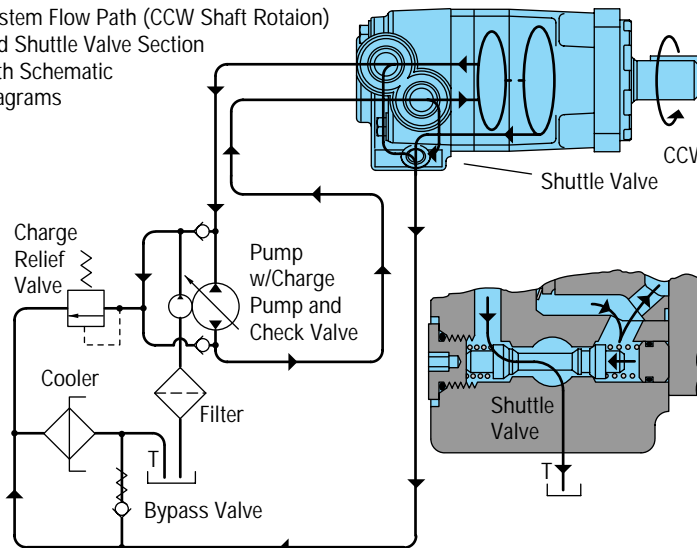 stem Flow Path (CCW Shaft Rotaion)
d Shuttle Valve Section
th Schematic
agrams
CCW
Shuttle Valve
Charge
Relief
Valve
Pump
w/Charge
Pump and
Check Valve
Cooler
Filter
Shuttle
Valve
T
T
Bypass Valve